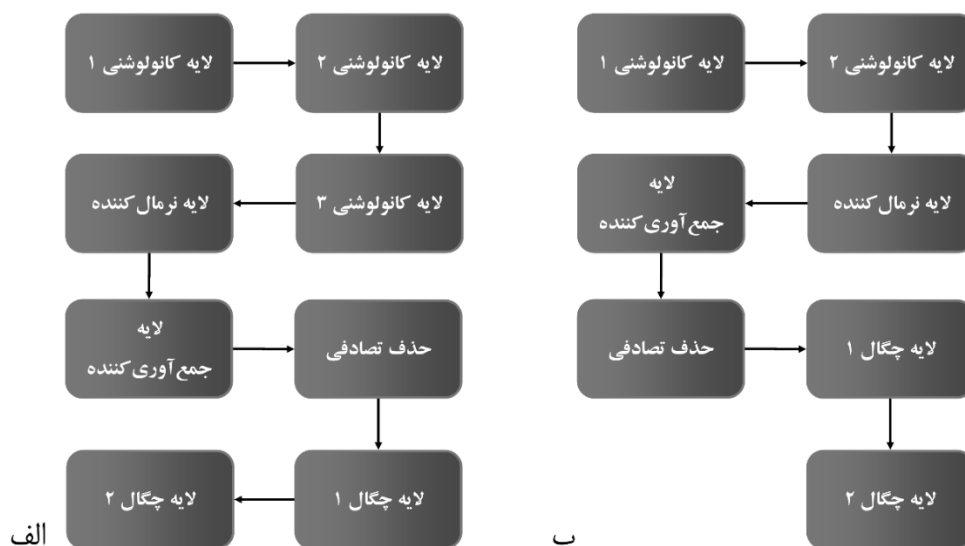 لایه کانولوشنی ۱
لایه کانولوشنی ۲
لایه کانولوشنی ۳
لایه نرمال‌کننده
لایه
جمع‌آوری‌کننده
حذف تصادفی
لایه چگال ۱
لایه چگال ۲
الف
لایه کانولوشنی ۱
لایه کانولوشنی ۲
لایه نرمال‌کننده
لایه
جمع‌آوری‌کننده
حذف تصادفی
لایه چگال ۱
لایه چگال ۲
ب